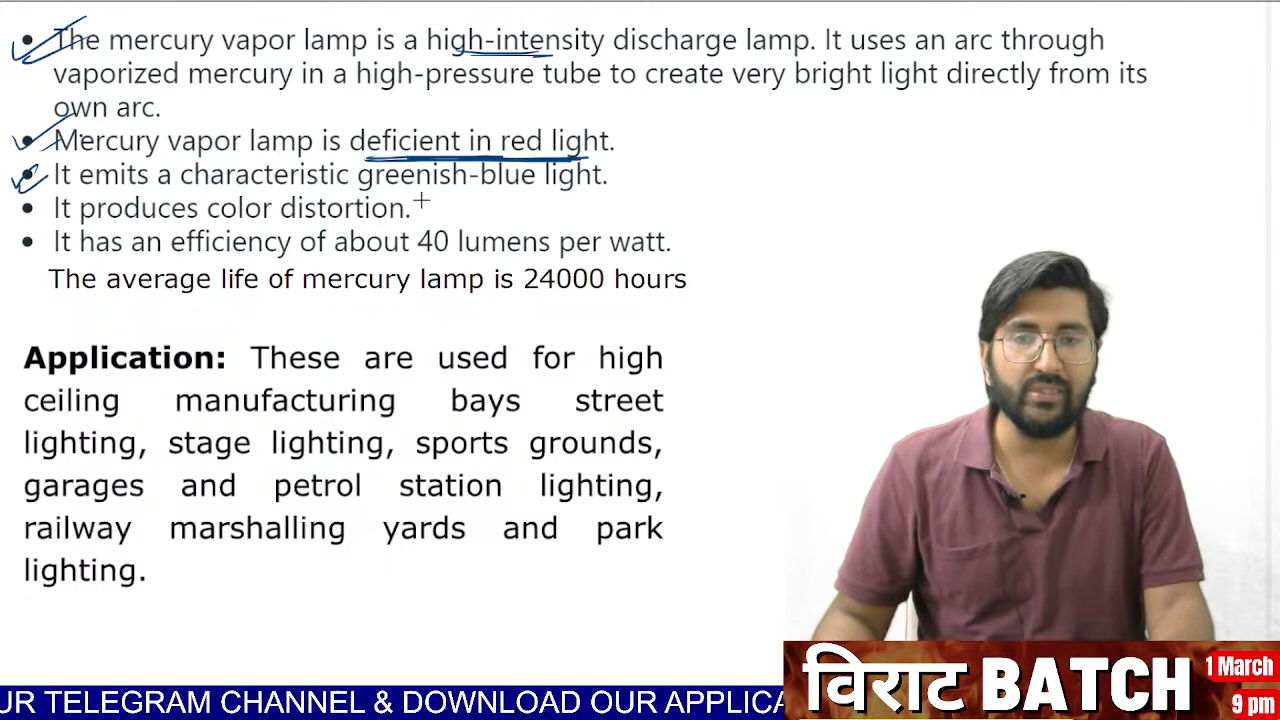 • The mercury vapor lamp is a high-intensity discharge lamp. It uses an arc through
vaporized mercury in a high-pressure tube to create very bright light directly from its
own arc.
• Mercury vapor lamp is deficient in red light.
• It emits a characteristic greenish-blue light.
• It produces color distortion.
• It has an efficiency of about 40 lumens per watt.
The average life of mercury lamp is 24000 hours
Application: These are used for high
ceiling manufacturing bays street
lighting, stage lighting, sports grounds,
garages and petrol station lighting,
railway marshalling yards and park
lighting.
विराट BATCH
1 March
9 pm
UR TELEGRAM CHANNEL & DOWNLOAD OUR APPLICA